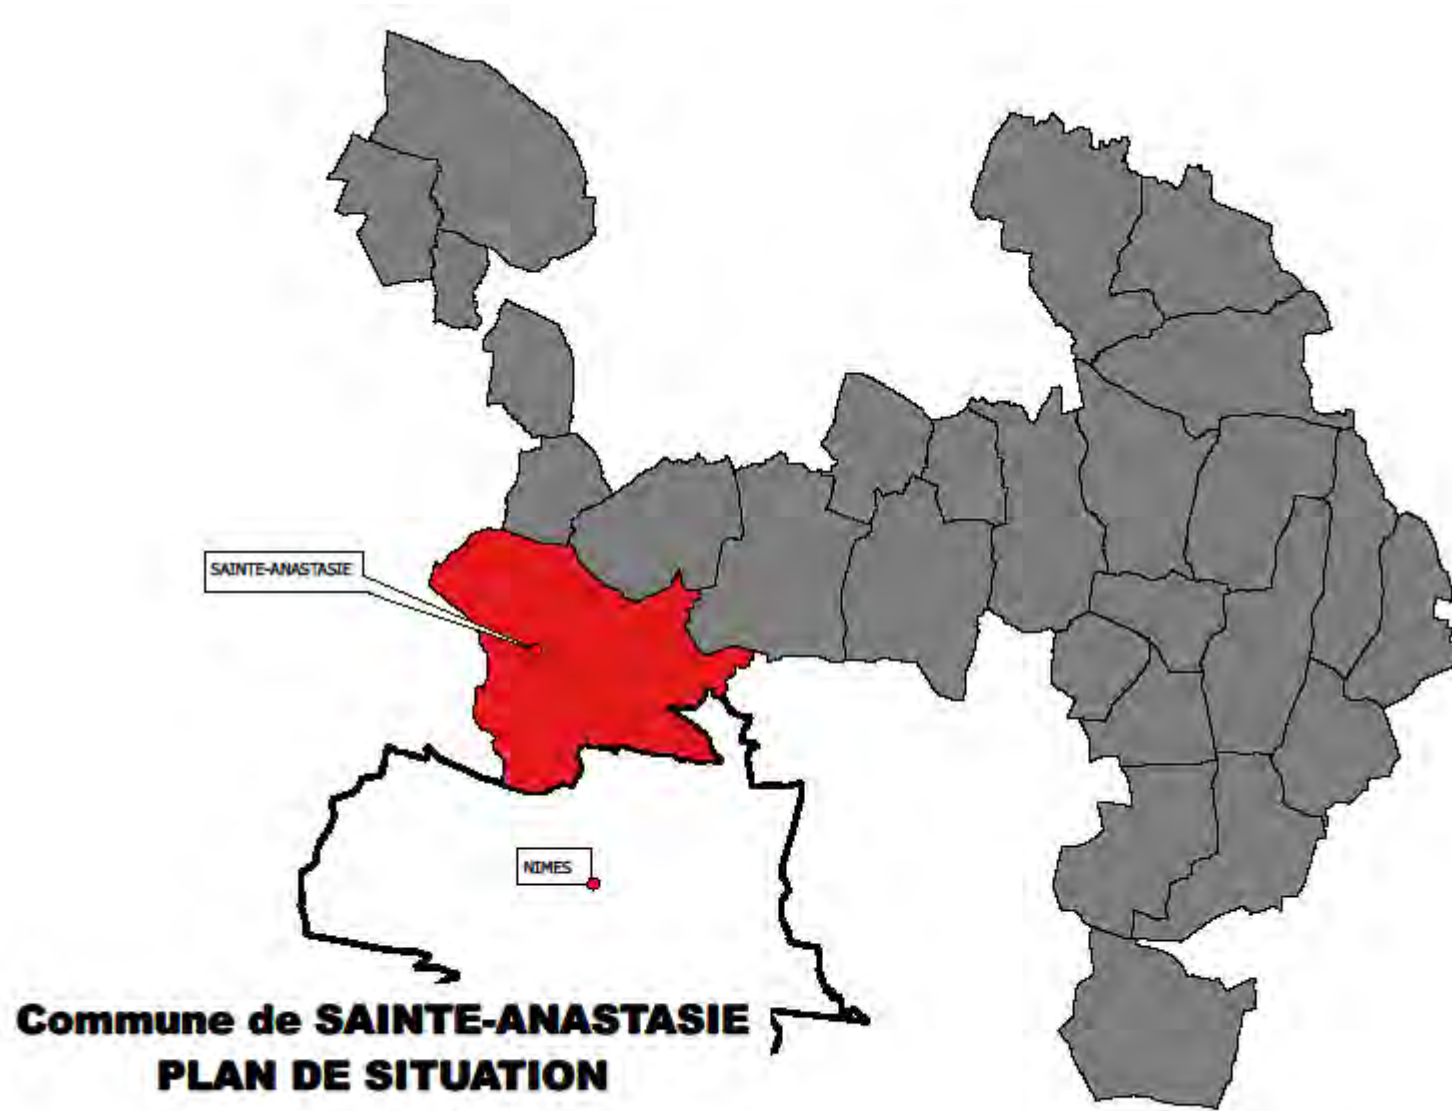 SAINTE-ANASTASIE
NIMES
Commune de SAINTE-ANASTASIE
PLAN DE SITUATION